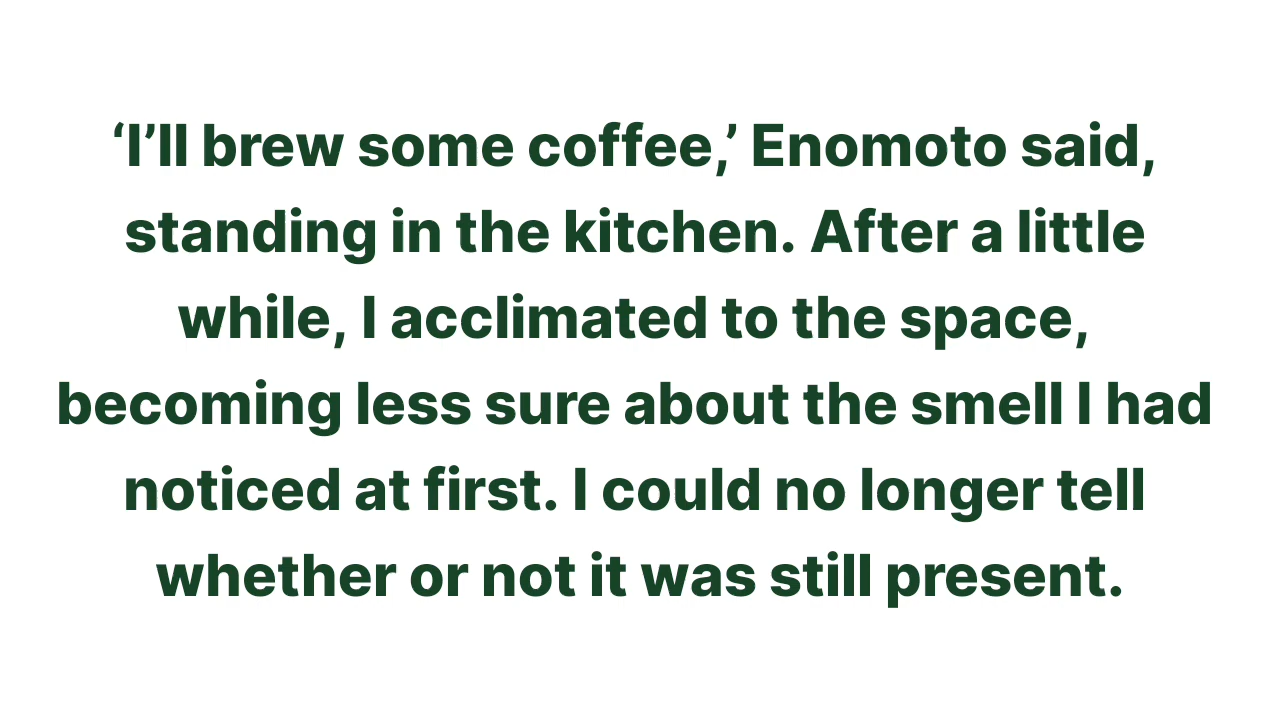 ‘I’ll brew some coffee,’ Enomoto said,
standing in the kitchen. After a little
while, I acclimated to the space,
becoming less sure about the smell I had
noticed at first. I could no longer tell
whether or not it was still present.